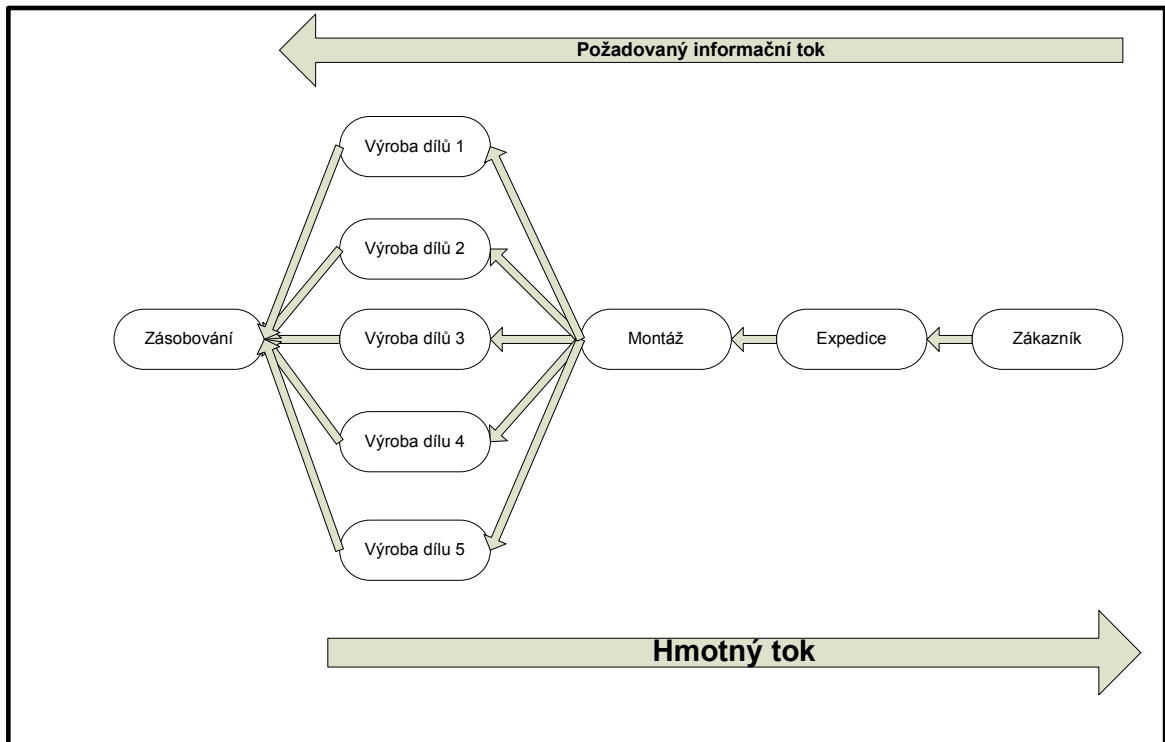 Požadovaný informační tok
Výroba dílů 1
Výroba dílů 2
Zásobování
Výroba dílů 3
Montáž
Expedice
Zákazník
Výroba dílu 4
Výroba dílu 5
Hmotný tok